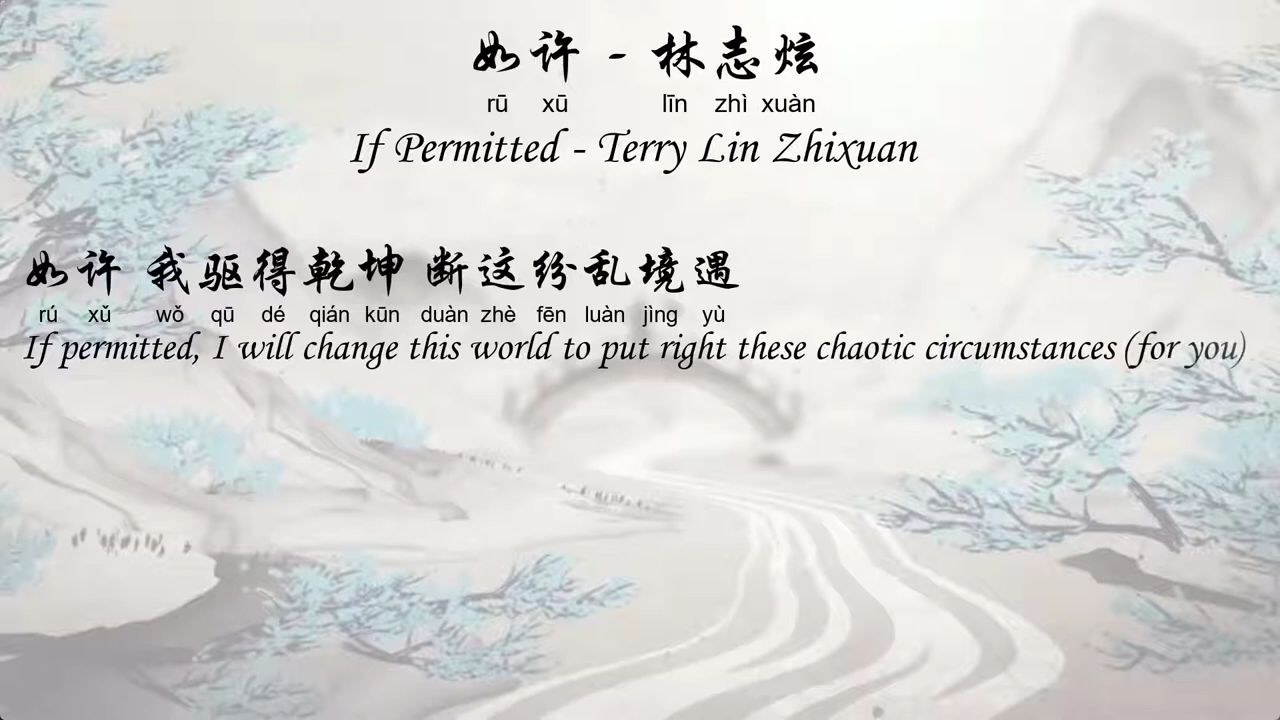 如许 - 林志炫
rū xū līn zhì xuàn
If Permitted - Terry Lin Zhixuan
如许 我驱得乾坤 断这纷乱境遇
rú xǔ wǒ qū dé qián kūn duàn zhè fēn luàn jìng yù
If permitted, I will change this world to put right these chaotic circumstances (for you)